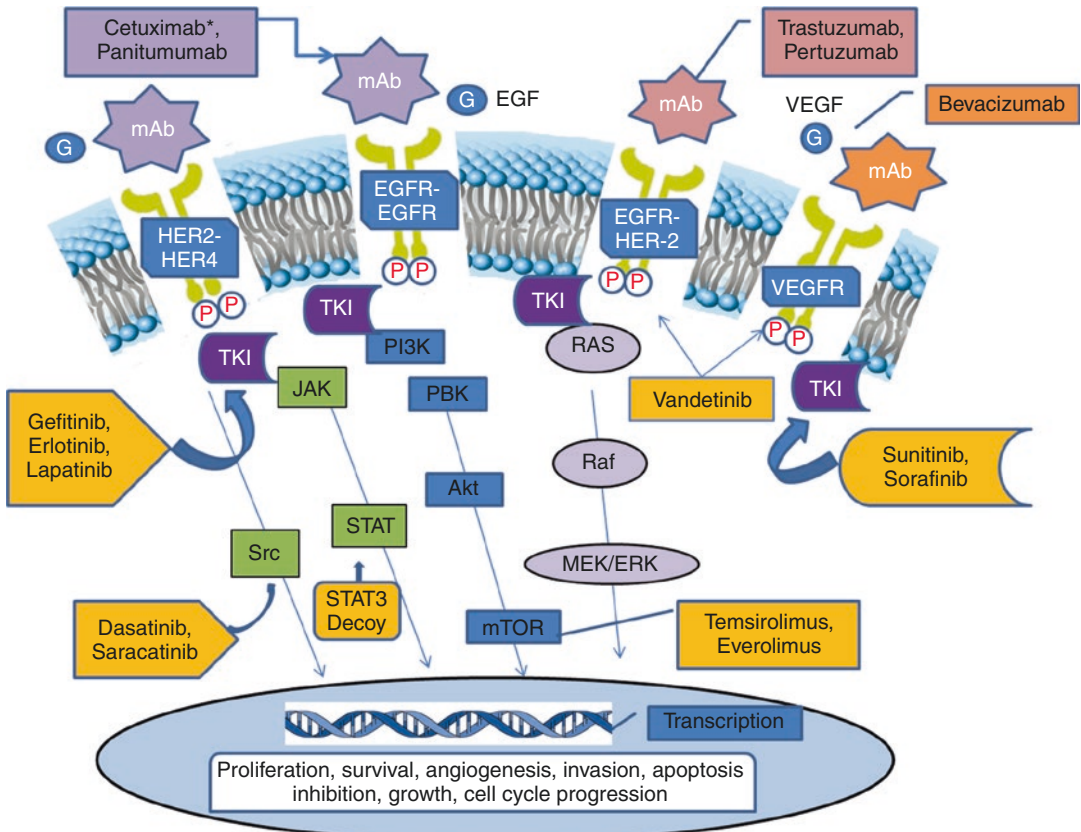 Cetuximab*,
Panitumumab
mAb
G
EGF
Trastuzumab,
Pertuzumab
mAb
VEGF
G
Bevacizumab
mAb
G
mAb
EGFR-
EGFR
P P
HER2-
HER4
P P
EGFR-
HER-2
P P
VEGFR
P P
TKI
TKI
TKI
TKI
PI3K
JAK
PBK
RAS
Vandetinib
Gefitinib,
Erlotinib,
Lapatinib
Akt
Raf
Sunitinib,
Sorafinib
Src
STAT
MEK/ERK
STAT3
Decoy
Dasatinib,
Saracatinib
mTOR
Temsirolimus,
Everolimus
Transcription
Proliferation, survival, angiogenesis, invasion, apoptosis
inhibition, growth, cell cycle progression